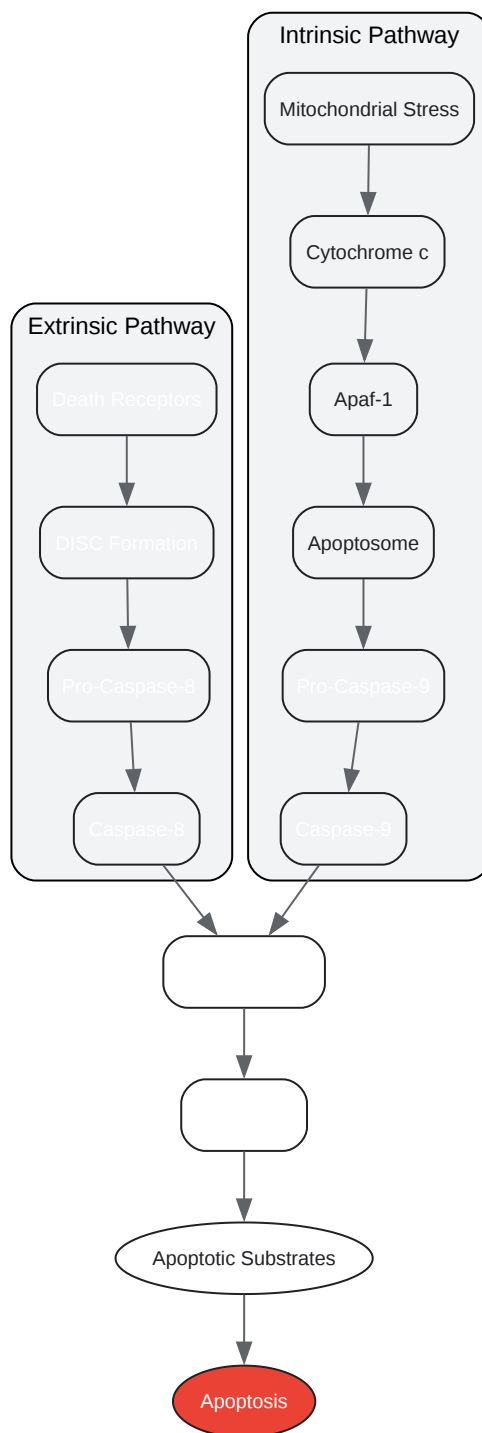 Intrinsic Pathway
Mitochondrial Stress
Cytochrome c
Extrinsic Pathway
Death Receptors
Apaf-1
DISC Formation
Apoptosome
Pro-Caspase-8
Pro-Caspase-9
Caspase-8
Caspase-9
Apoptotic Substrates
Apoptosis